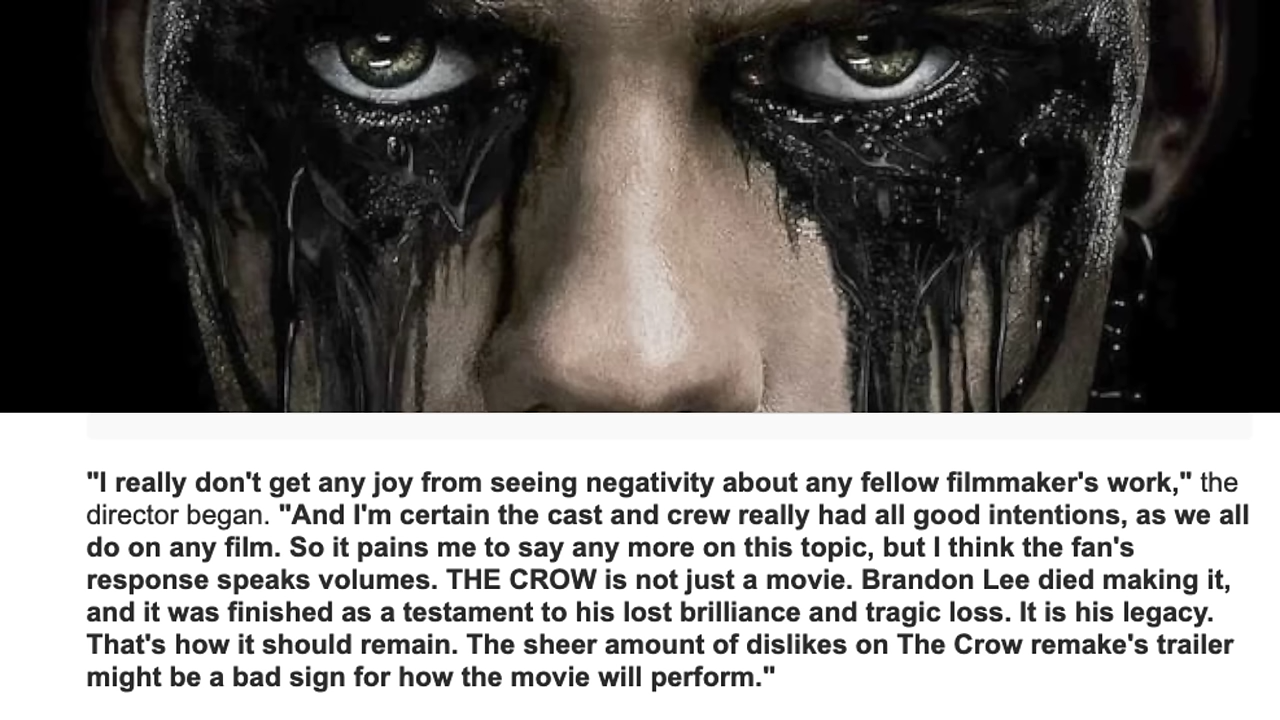 "I really don't get any joy from seeing negativity about any fellow filmmaker's work," the
director began. "And I'm certain the cast and crew really had all good intentions, as we all
do on any film. So it pains me to say any more on this topic, but I think the fan's
response speaks volumes. THE CROW is not just a movie. Brandon Lee died making it,
and it was finished as a testament to his lost brilliance and tragic loss. It is his legacy.
That's how it should remain. The sheer amount of dislikes on The Crow remake's trailer
might be a bad sign for how the movie will perform."